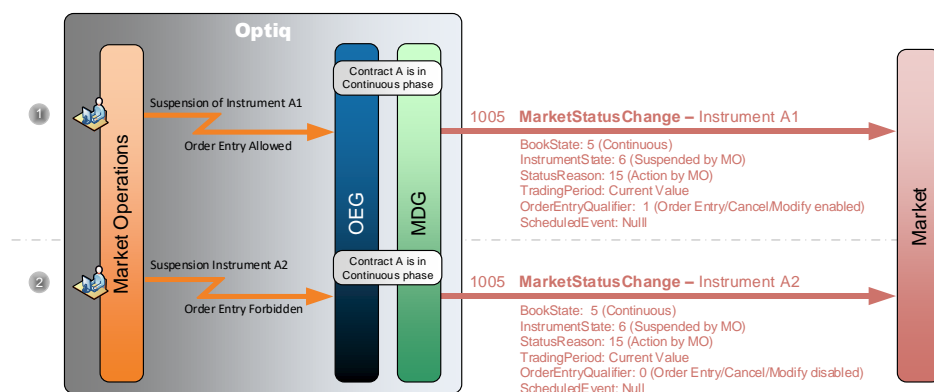 Optiq
Market Operations
OEG
MDG
Market
Contract A is in
Continuous phase
1
Suspension of Instrument A1
Order Entry Allowed
1005 MarketStatusChange – Instrument A1
BookState: 5 (Continuous)
InstrumentState: 6 (Suspended by MO)
StatusReason: 15 (Action by MO)
TradingPeriod: Current Value
OrderEntryQualifier: 1 (Order Entry/Cancel/Modify enabled)
ScheduledEvent: Nulll
Contract A is in
Continuous phase
2
Suspension Instrument A2
Order Entry Forbidden
1005 MarketStatusChange – Instrument A2
BookState: 5 (Continuous)
InstrumentState: 6 (Suspended by MO)
StatusReason: 15 (Action by MO)
TradingPeriod: Current Value
OrderEntryQualifier: 0 (Order Entry/Cancel/Modify disabled)
ScheduledEvent: Null